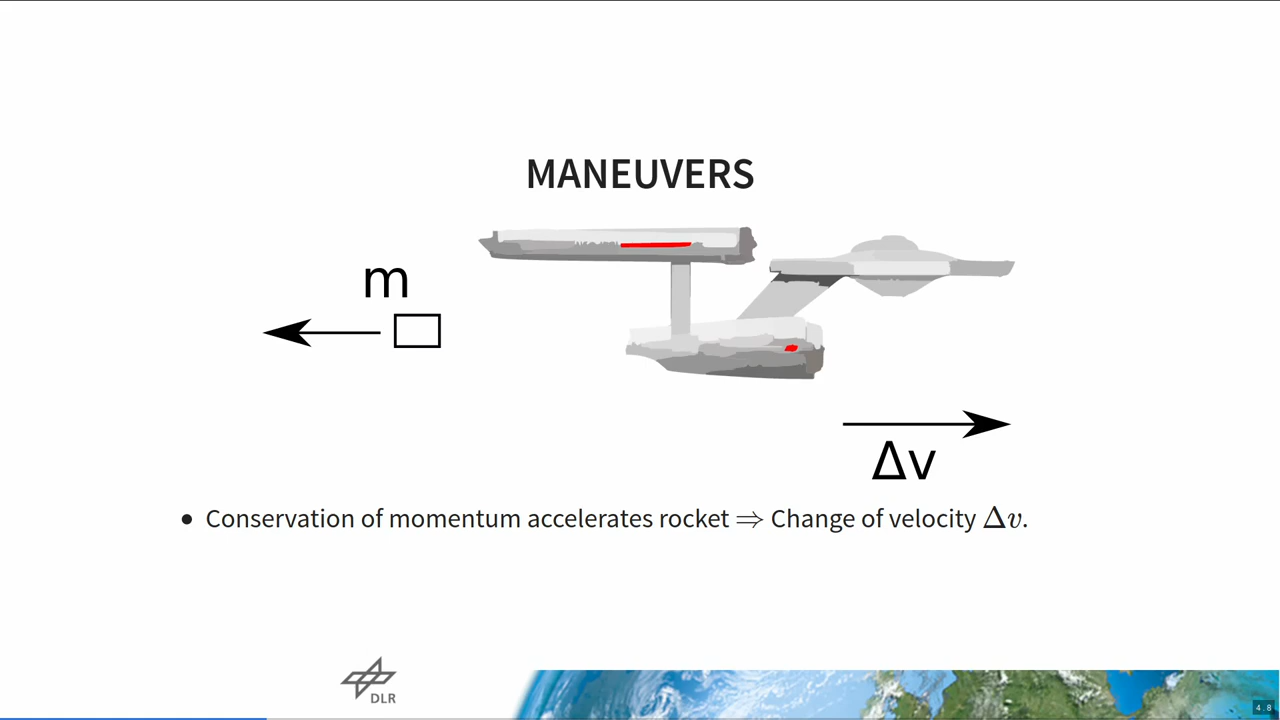 MANEUVERS
m
Δv
• Conservation of momentum accelerates rocket ⇒ Change of velocity Δv.
DLR
4.8